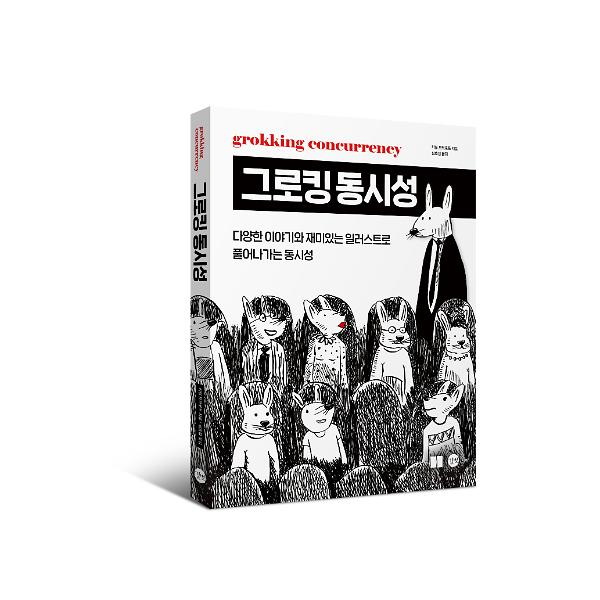 grokking
concurrency
그로킹 동시성
grokking concurrency
그로킹 동시성
다양한 이야기와 재미있는 일러스트로
풀어나가는 동시성